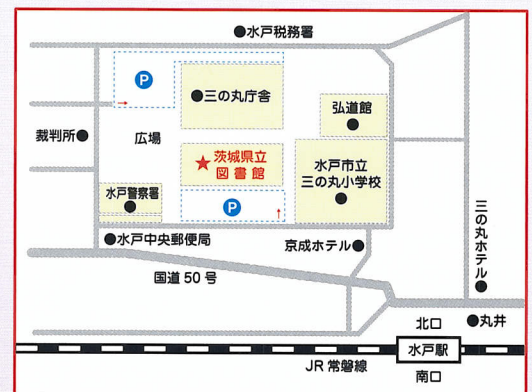 水戸税務署
P
三の丸庁舎
弘道館
裁判所
広場
茨城県立
図書館
水戸市立
三の丸小学校
水戸警察署
P
三の丸ホテル
水戸中央郵便局
京成ホテル
国道50号
北口
丸井
水戸駅
JR常磐線
南口